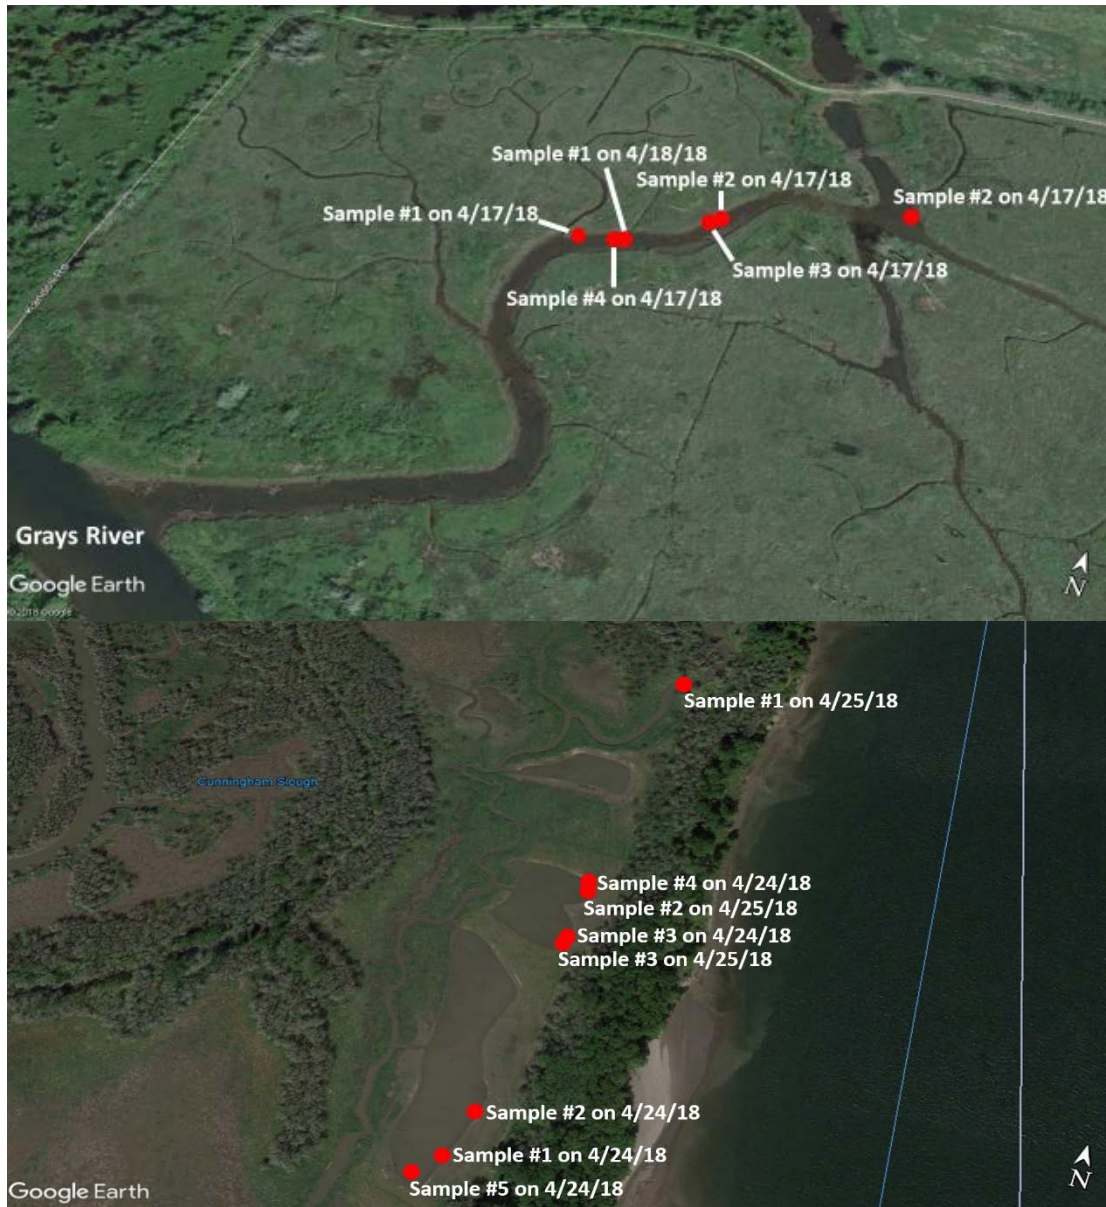 Sample #1 on 4/18/18
Sample #2 on 4/17/18
Sample #1 on 4/17/18
Sample #2 on 4/17/18
Sample #3 on 4/17/18
Sample #4 on 4/17/18
Kandoll Rd
Grays River
Google Earth
©2018 Google
N
Sample #1 on 4/25/18
Cunningham Slough
Sample #4 on 4/24/18
Sample #2 on 4/25/18
Sample #3 on 4/24/18
Sample #3 on 4/25/18
Sample #2 on 4/24/18
Sample #1 on 4/24/18
Sample #5 on 4/24/18
Google Earth
N